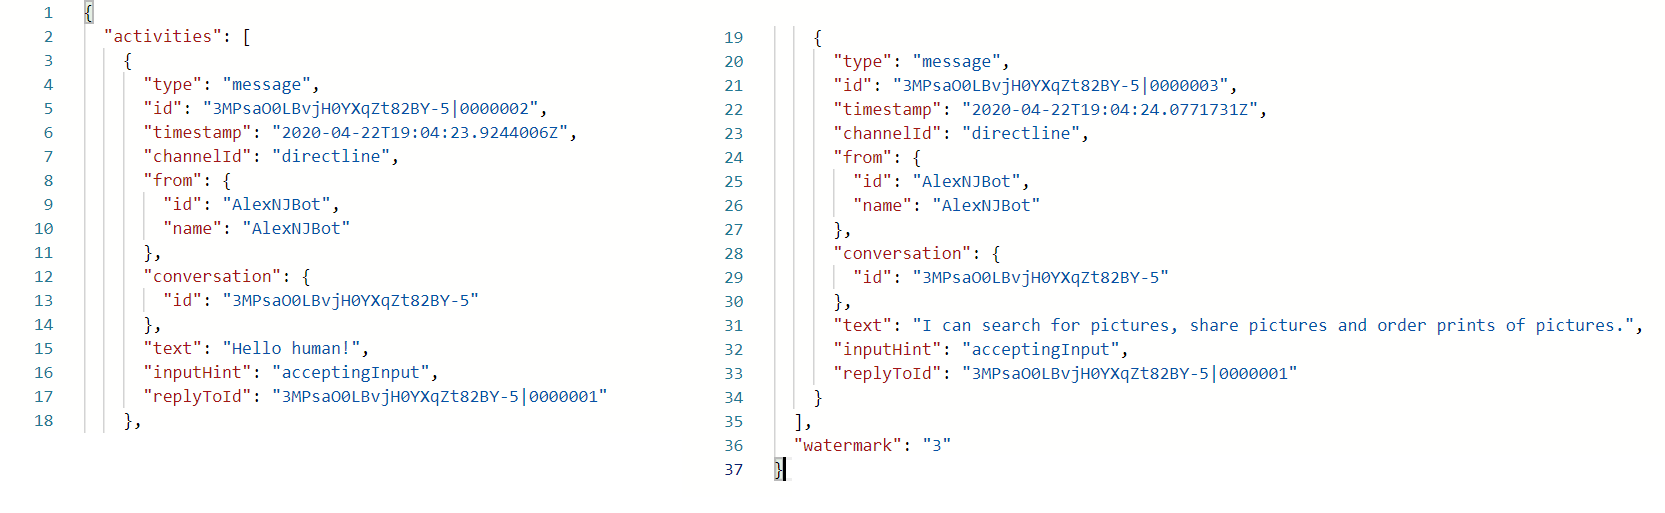 1 {
2 "activities": [
3 {
4 "type": "message",
5 "id": "3MPsaO0LBvjH0YXqZt82BY-5|0000002",
6 "timestamp": "2020-04-22T19:04:23.9244006Z",
7 "channelId": "directline",
8 "from": {
9 "id": "AlexNJBot",
10 "name": "AlexNJBot"
11 },
12 "conversation": {
13 "id": "3MPsaO0LBvjH0YXqZt82BY-5"
14 },
15 "text": "Hello human!",
16 "inputHint": "acceptingInput",
17 "replyToId": "3MPsaO0LBvjH0YXqZt82BY-5|0000001"
18 },
19 {
20 "type": "message",
21 "id": "3MPsaO0LBvjH0YXqZt82BY-5|0000003",
22 "timestamp": "2020-04-22T19:04:24.0771731Z",
23 "channelId": "directline",
24 "from": {
25 "id": "AlexNJBot",
26 "name": "AlexNJBot"
27 },
28 "conversation": {
29 "id": "3MPsaO0LBvjH0YXqZt82BY-5"
30 },
31 "text": "I can search for pictures, share pictures and order prints of pictures.",
32 "inputHint": "acceptingInput",
33 "replyToId": "3MPsaO0LBvjH0YXqZt82BY-5|0000001"
34 }
35 ],
36 "watermark": "3"
37 }